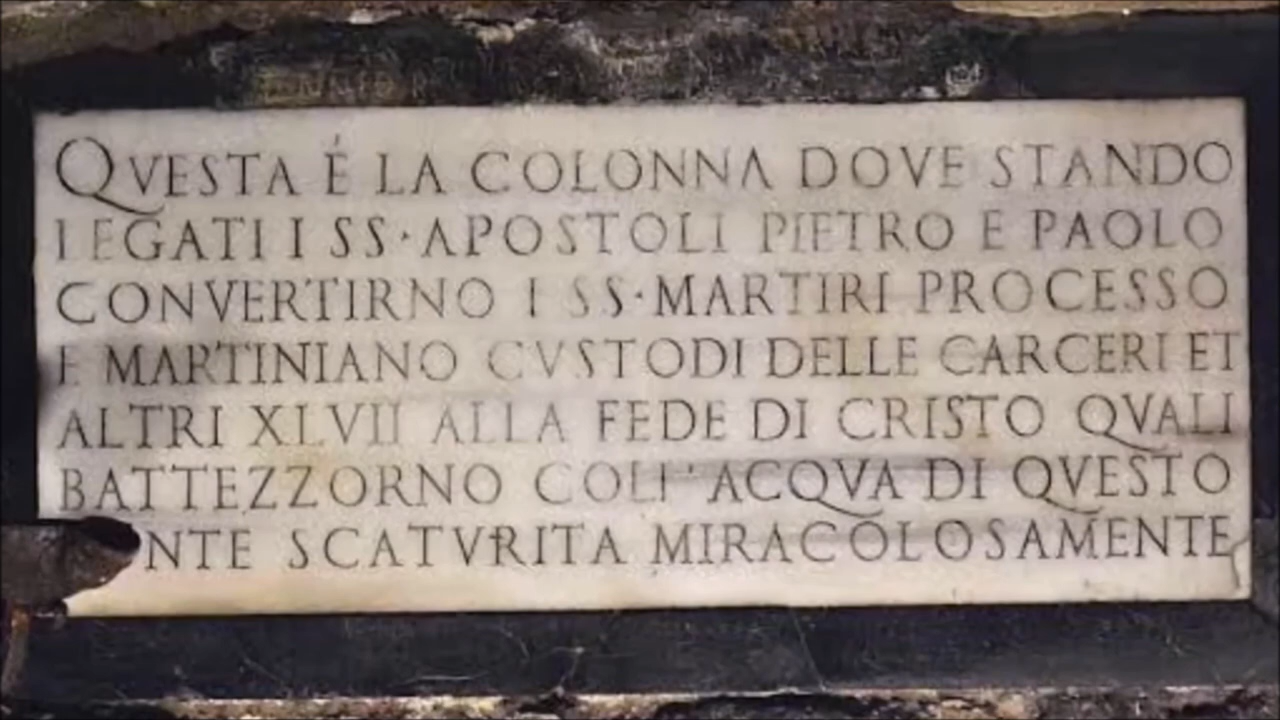 QVESTA É LA COLONNA DOVE STANDO
LEGATI I SS·APOSTOLI PIETRO E PAOLO
CONVERTIRNO I SS·MARTIRI PROCESSO
E MARTINIANO CVSTODI DELLE CARCERI ET
ALTRI XLVII ALLA FEDE DI CRISTO QVALI
BATTEZZORNO COLL'ACQVA DI QVESTO
NTE SCATVRITA MIRACOLOSAMENTE